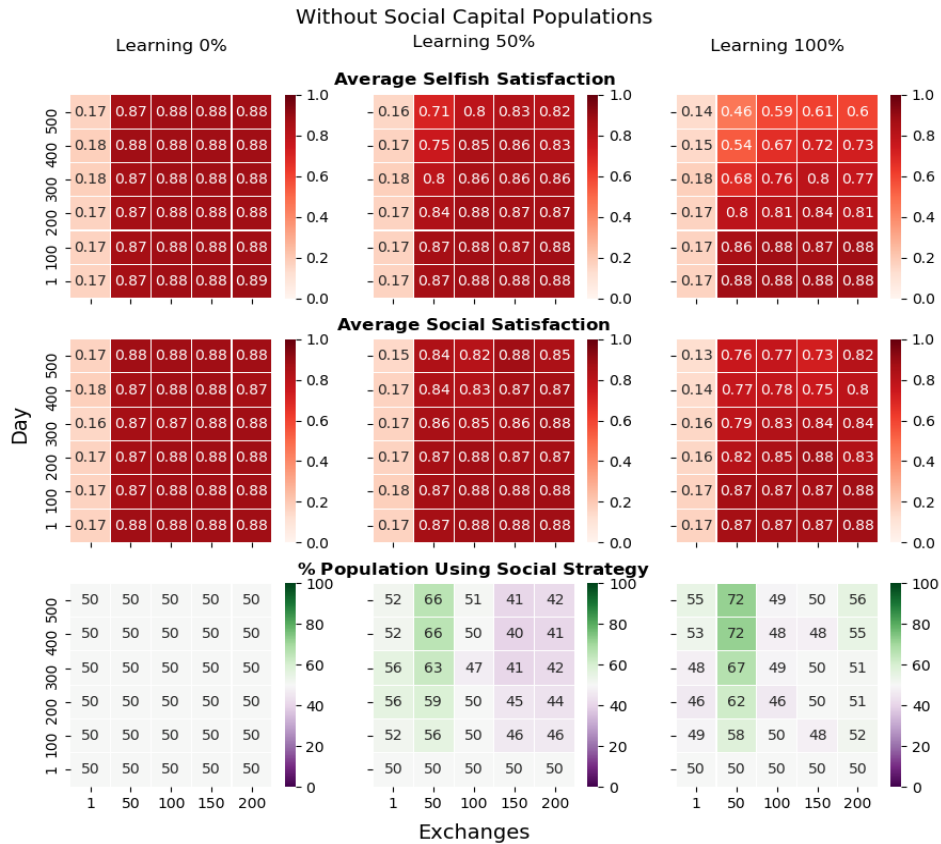 Without Social Capital Populations
Learning 0% Learning 50% Learning 100%
Average Selfish Satisfaction
500 0.17 0.87 0.88 0.88 0.88 1.0 0.16 0.71 0.8 0.83 0.82 1.0 0.14 0.46 0.59 0.61 0.6 1.0
400 0.18 0.88 0.88 0.88 0.88 0.8 0.17 0.75 0.85 0.86 0.83 0.8 0.15 0.54 0.67 0.72 0.73 0.8
300 0.18 0.87 0.88 0.88 0.88 0.6 0.18 0.8 0.86 0.86 0.86 0.6 0.18 0.68 0.76 0.8 0.77 0.6
200 0.17 0.87 0.88 0.88 0.88 0.4 0.17 0.84 0.88 0.87 0.87 0.4 0.17 0.8 0.81 0.84 0.81 0.4
100 0.17 0.87 0.88 0.88 0.88 0.2 0.17 0.87 0.88 0.87 0.88 0.2 0.17 0.86 0.88 0.87 0.88 0.2
1 0.17 0.87 0.88 0.88 0.89 0.0 0.17 0.87 0.88 0.88 0.88 0.0 0.17 0.88 0.88 0.88 0.88 0.0
Average Social Satisfaction
500 0.17 0.88 0.88 0.88 0.88 1.0 0.15 0.84 0.82 0.88 0.85 1.0 0.13 0.76 0.77 0.73 0.82 1.0
400 0.18 0.87 0.88 0.88 0.87 0.8 0.17 0.84 0.83 0.87 0.87 0.8 0.14 0.77 0.78 0.75 0.8 0.8
300 0.16 0.87 0.87 0.88 0.88 0.6 0.17 0.86 0.85 0.88 0.86 0.6 0.16 0.79 0.83 0.84 0.84 0.6
200 0.17 0.87 0.88 0.88 0.88 0.4 0.17 0.87 0.88 0.87 0.87 0.4 0.16 0.82 0.85 0.88 0.83 0.4
100 0.17 0.87 0.88 0.88 0.88 0.2 0.18 0.87 0.88 0.88 0.88 0.2 0.17 0.87 0.87 0.87 0.88 0.2
1 0.17 0.88 0.88 0.88 0.88 0.0 0.17 0.87 0.88 0.88 0.88 0.0 0.17 0.87 0.87 0.87 0.88 0.0
Day
% Population Using Social Strategy
500 50 50 50 50 50 100 52 66 51 41 42 100 55 72 49 50 56 100
400 50 50 50 50 50 80 52 66 50 40 41 80 53 72 48 48 55 80
300 50 50 50 50 50 60 56 63 47 41 42 60 48 67 49 50 51 60
200 50 50 50 50 50 40 56 59 50 45 44 40 46 62 46 50 51 40
100 50 50 50 50 50 20 52 56 50 46 46 20 49 58 50 48 52 20
1 50 50 50 50 50 0 50 50 50 50 50 0 50 50 50 50 50 0
1 50 100 150 200 1 50 100 150 200 1 50 100 150 200
Exchanges